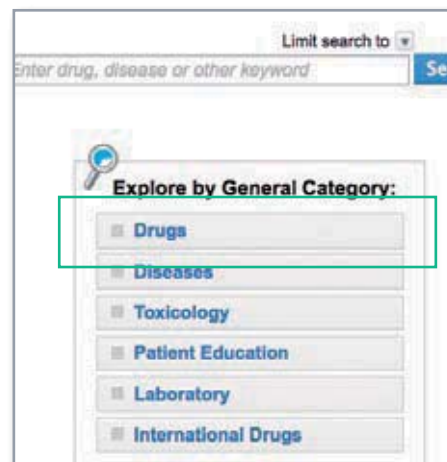 Limit search to
Enter drug, disease or other keyword Se
Explore by General Category:
Drugs
Diseases
Toxicology
Patient Education
Laboratory
International Drugs